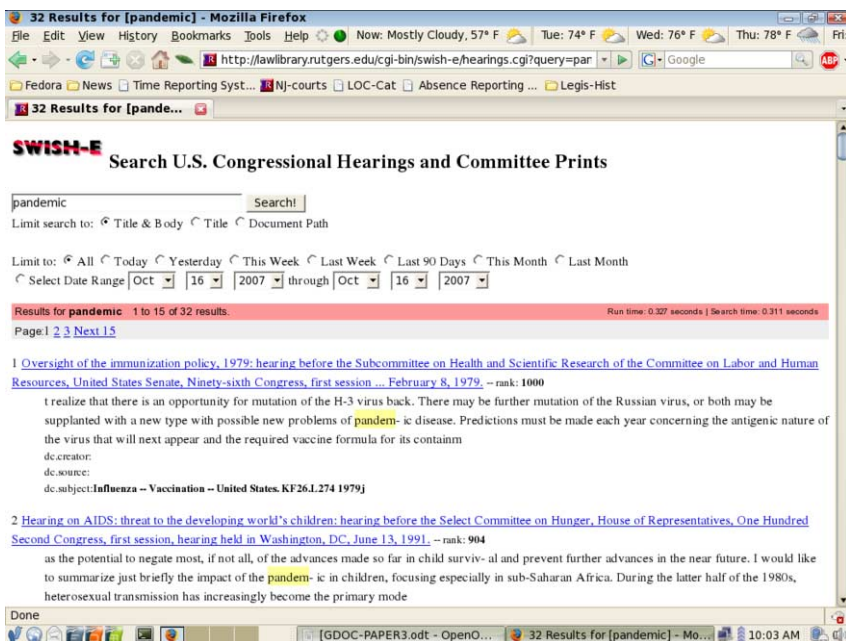 32 Results for [pandemic] - Mozilla Firefox
File Edit View History Bookmarks Tools Help Now: Mostly Cloudy, 57° F Tue: 74° F Wed: 76° F Thu: 78° F Fri:
http://lawlibrary.rutgers.edu/cgi-bin/swish-e/hearings.cgi?query=par Google ABP
Fedora News Time Reporting Syst... NJ-courts LOC-Cat Absence Reporting ... Legis-Hist
32 Results for [pande...
SWISH-E Search U.S. Congressional Hearings and Committee Prints
pandemic Search!
Limit search to: Title & Body Title Document Path
Limit to: All Today Yesterday This Week Last Week Last 90 Days This Month Last Month
Select Date Range Oct 16 2007 through Oct 16 2007
Results for pandemic 1 to 15 of 32 results. Run time: 0.327 seconds | Search time: 0.311 seconds
Page:1 2 3 Next 15
1 Oversight of the immunization policy, 1979: hearing before the Subcommittee on Health and Scientific Research of the Committee on Labor and Human
Resources, United States Senate, Ninety-sixth Congress, first session ... February 8, 1979. -- rank: 1000
t realize that there is an opportunity for mutation of the H-3 virus back. There may be further mutation of the Russian virus, or both may be
supplanted with a new type with possible new problems of pandem- ic disease. Predictions must be made each year concerning the antigenic nature of
the virus that will next appear and the required vaccine formula for its containm
dc.creator:
dc.source:
dc.subject:Influenza -- Vaccination -- United States. KF26.L274 1979j
2 Hearing on AIDS: threat to the developing world's children: hearing before the Select Committee on Hunger, House of Representatives, One Hundred
Second Congress, first session, hearing held in Washington, DC, June 13, 1991. -- rank: 904
as the potential to negate most, if not all, of the advances made so far in child surviv- al and prevent further advances in the near future. I would like
to summarize just briefly the impact of the pandem- ic in children, focusing especially in sub-Saharan Africa. During the latter half of the 1980s,
heterosexual transmission has increasingly become the primary mode
Done
[GDOC-PAPER3.odt - OpenO... 32 Results for [pandemic] - Mo... 10:03 AM